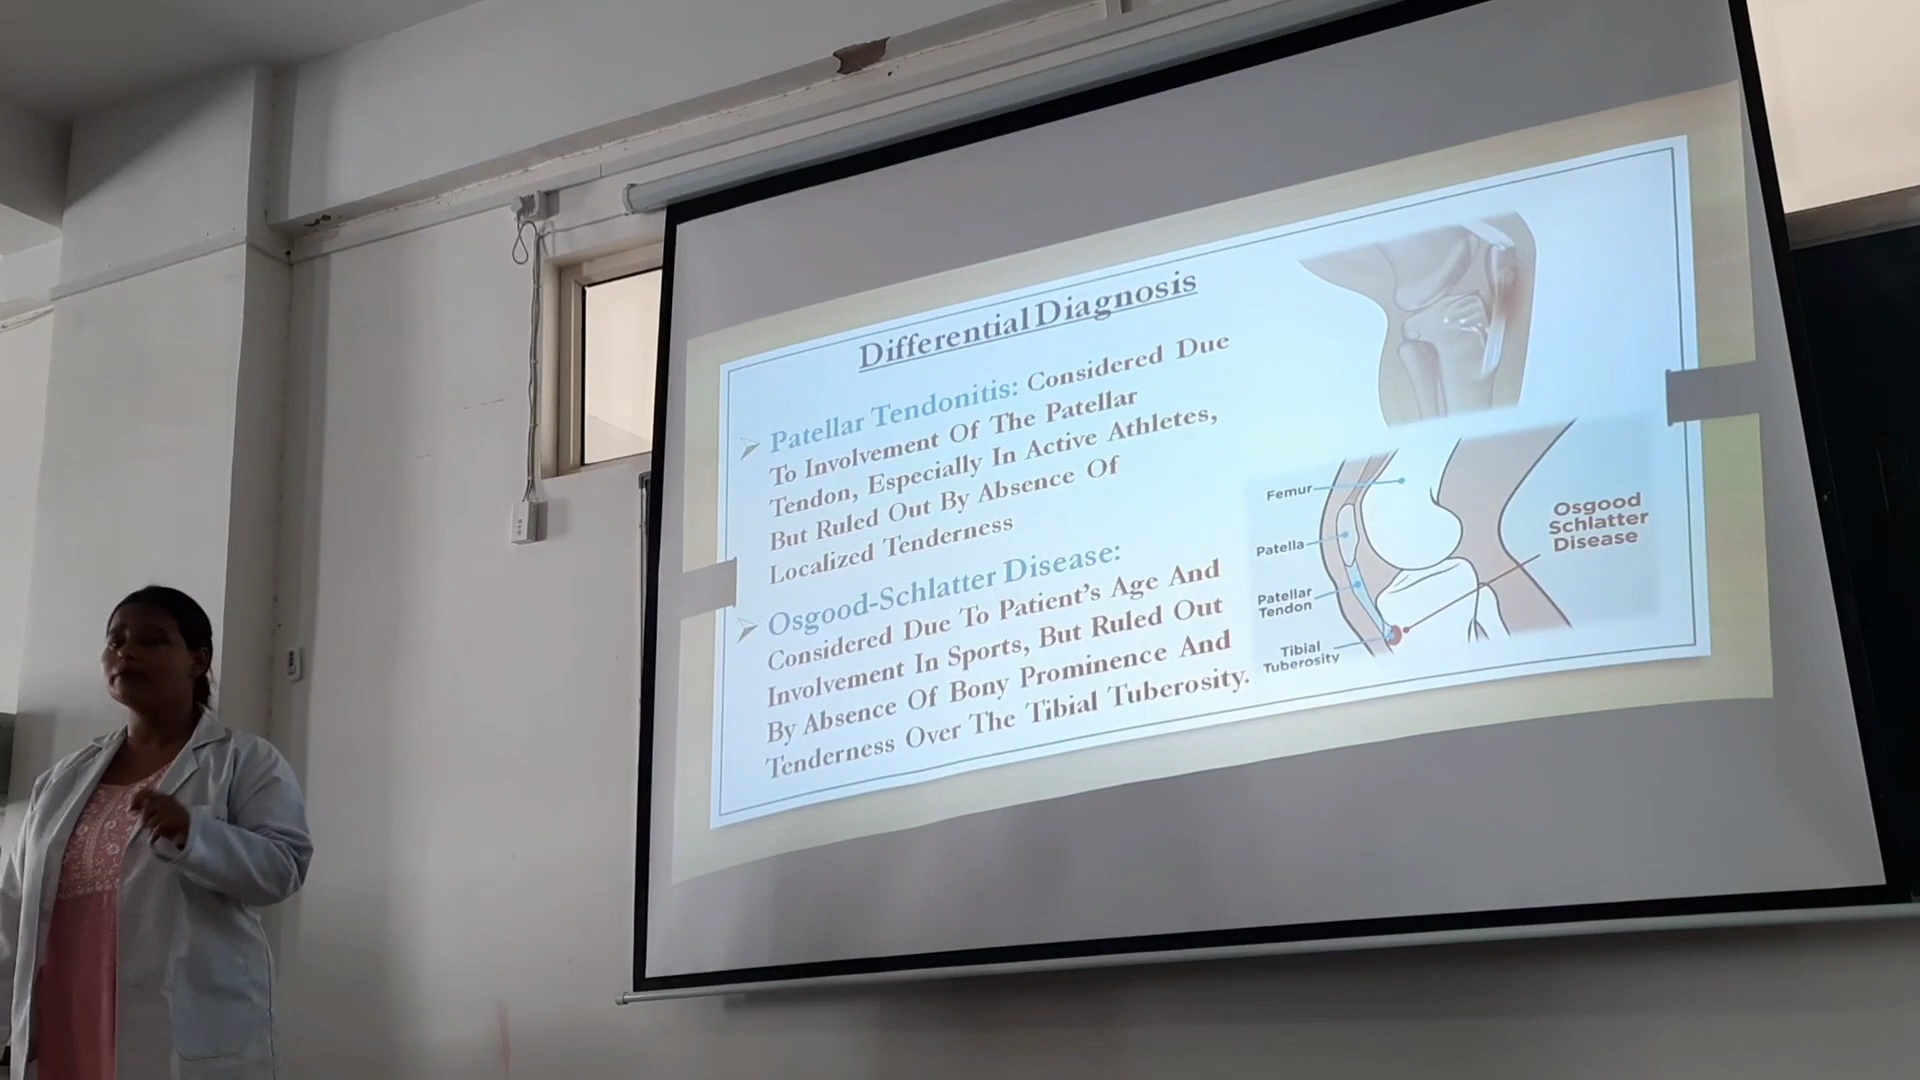 Differential Diagnosis
Patellar Tendonitis: Considered Due
To Involvement Of The Patellar
Tendon, Especially In Active Athletes,
But Ruled Out By Absence Of
Localized Tenderness
Osgood-Schlatter Disease:
Considered Due To Patient's Age And
Involvement In Sports, But Ruled Out
By Absence Of Bony Prominence And
Tenderness Over The Tibial Tuberosity.
Femur
Patella
Patellar
Tendon
Tibial
Tuberosity
Osgood
Schlatter
Disease